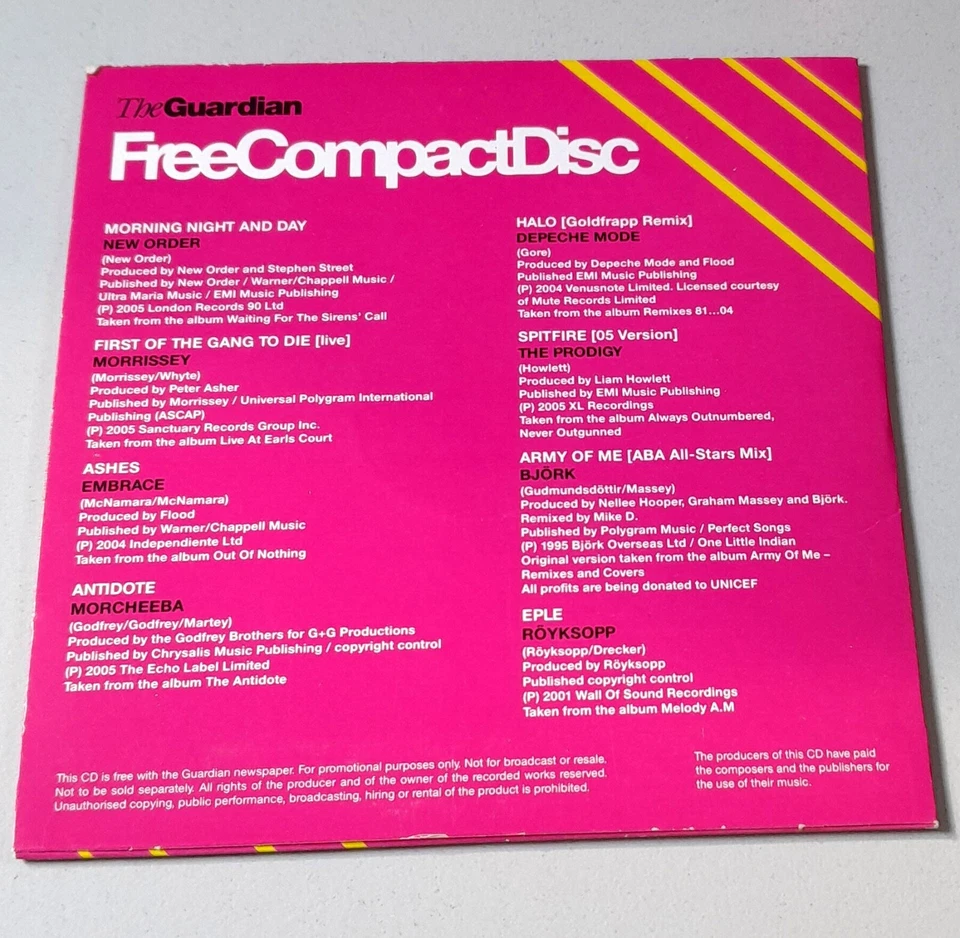 TheGuardian
FreeCompactDisc
MORNING NIGHT AND DAY
NEW ORDER
(New Order)
Produced by New Order and Stephen Street
Published by New Order / Warner/Chappell Music /
Ultra Maria Music / EMI Music Publishing
(P) 2005 London Records 90 Ltd
Taken from the album Waiting For The Sirens' Call
FIRST OF THE GANG TO DIE [live]
MORRISSEY
(Morrissey/Whyte)
Produced by Peter Asher
Published by Morrissey / Universal Polygram International
Publishing (ASCAP)
(P) 2005 Sanctuary Records Group Inc.
Taken from the album Live At Earls Court
ASHES
EMBRACE
(McNamara/McNamara)
Produced by Flood
Published by Warner/Chappell Music
(P) 2004 Independiente Ltd
Taken from the album Out Of Nothing
ANTIDOTE
MORCHEEBA
(Godfrey/Godfrey/Martey)
Produced by the Godfrey Brothers for G+G Productions
Published by Chrysalis Music Publishing / copyright control
(P) 2005 The Echo Label Limited
Taken from the album The Antidote
HALO [Goldfrapp Remix]
DEPECHE MODE
(Gore)
Produced by Depeche Mode and Flood
Published EMI Music Publishing
(P) 2004 Venusnote Limited. Licensed courtesy
of Mute Records Limited
Taken from the album Remixes 81...04
SPITFIRE [05 Version]
THE PRODIGY
(Howlett)
Produced by Liam Howlett
Published by EMI Music Publishing
(P) 2005 XL Recordings
Taken from the album Always Outnumbered,
Never Outgunned
ARMY OF ME [ABA All-Stars Mix]
BJÖRK
(Gudmundsdöttir/Massey)
Produced by Nellee Hooper, Graham Massey and Björk.
Remixed by Mike D.
Published by Polygram Music / Perfect Songs
(P) 1995 Björk Overseas Ltd / One Little Indian
Original version taken from the album Army Of Me –
Remixes and Covers
All profits are being donated to UNICEF
EPLE
RÖYKSOPP
(Röyksopp/Drecker)
Produced by Röyksopp
Published copyright control
(P) 2001 Wall Of Sound Recordings
Taken from the album Melody A.M
This CD is free with the Guardian newspaper. For promotional purposes only. Not for broadcast or resale.
Not to be sold separately. All rights of the producer and of the owner of the recorded works reserved.
Unauthorised copying, public performance, broadcasting, hiring or rental of the product is prohibited.
The producers of this CD have paid
the composers and the publishers for
the use of their music.